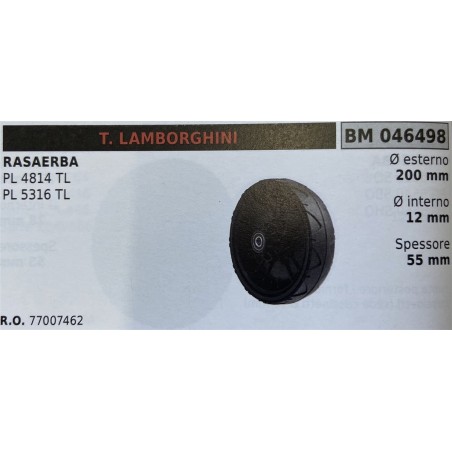 T. LAMBORGHINI
BM 046498
RASAERBA
PL 4814 TL
PL 5316 TL
Ø esterno
200 mm
Ø interno
12 mm
Spessore
55 mm
R.O. 77007462